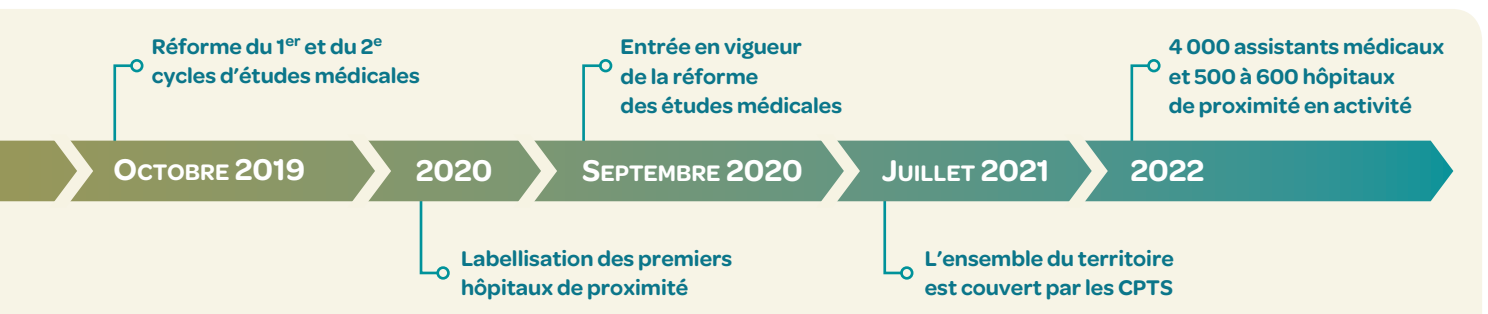 Réforme du 1er et du 2e
cycles d'études médicales
Entrée en vigueur
de la réforme
des études médicales
4 000 assistants médicaux
et 500 à 600 hôpitaux
de proximité en activité
OCTOBRE 2019
2020
SEPTEMBRE 2020
JUILLET 2021
2022
Labellisation des premiers
hôpitaux de proximité
L'ensemble du territoire
est couvert par les CPTS